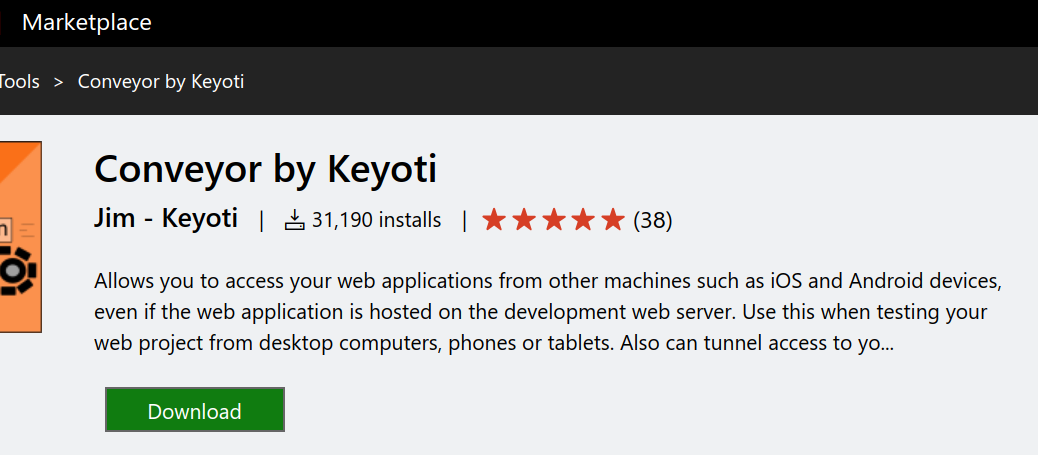 Marketplace
Tools > Conveyor by Keyoti
Conveyor by Keyoti
Jim - Keyoti | 31,190 installs | (38)
Allows you to access your web applications from other machines such as iOS and Android devices,
even if the web application is hosted on the development web server. Use this when testing your
web project from desktop computers, phones or tablets. Also can tunnel access to yo...
Download